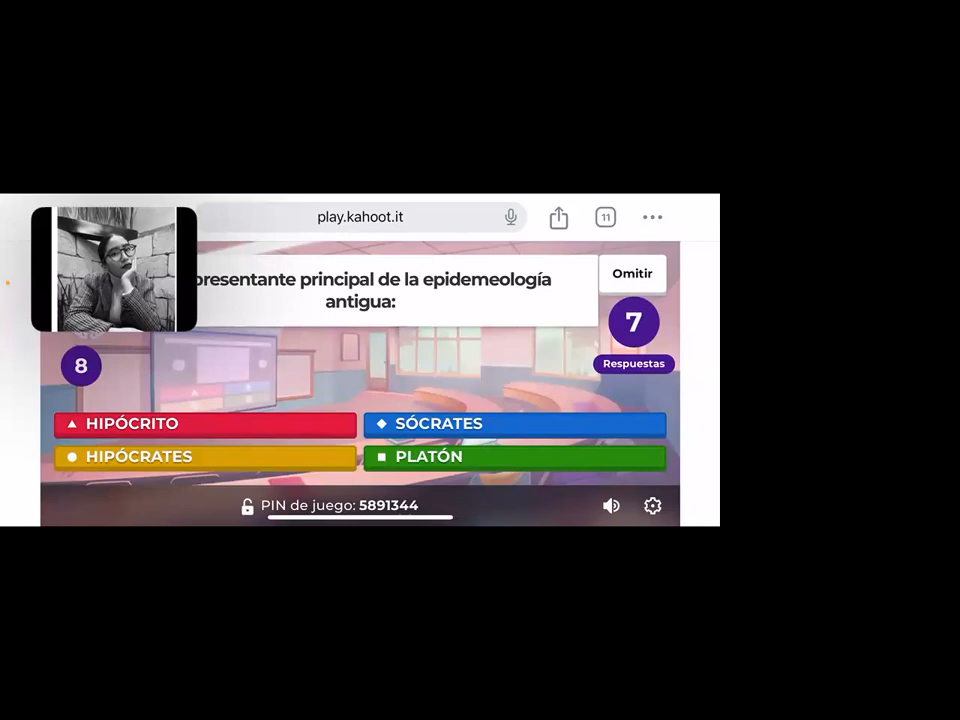 play.kahoot.it
11
presentante principal de la epidemeología
antigua:
Omitir
7
Respuestas
8
HIPÓCRITO
SÓCRATES
HIPÓCRATES
PLATÓN
PIN de juego: 5891344